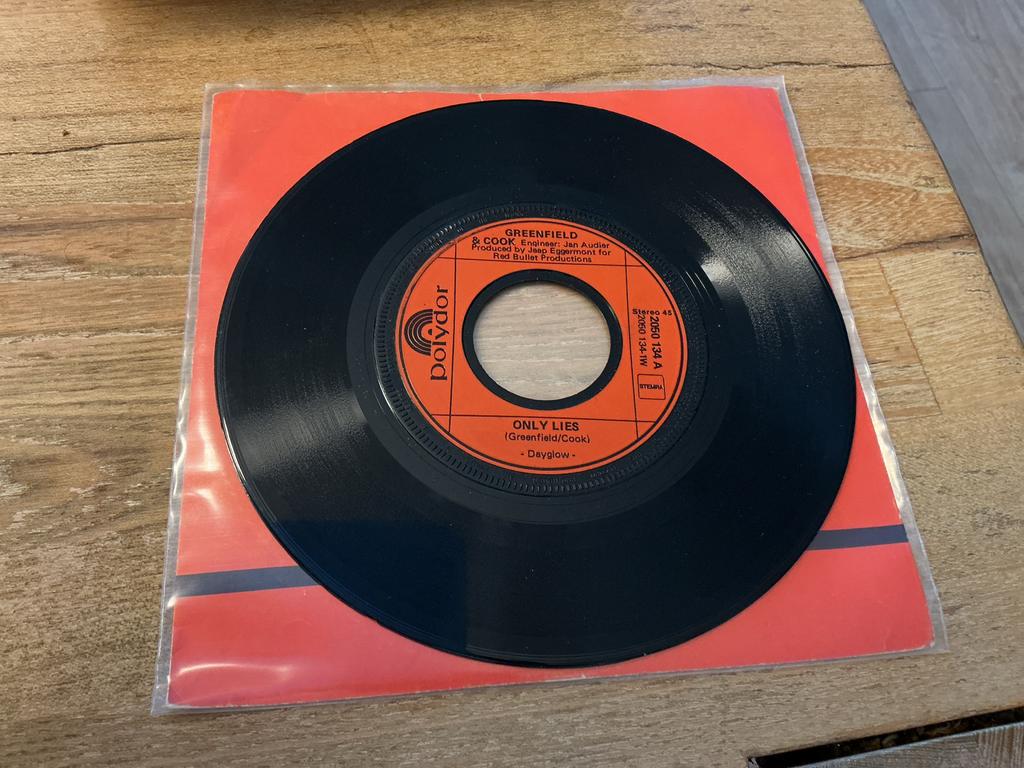 GREENFIELD
& COOK Engineer: Jan Audier
Produced by Jaap Eggermont for
Red Bullet Productions
polydor
Stereo 45
2050 134 A
2050 134-1W
STEMRA
ONLY LIES
(Greenfield/Cook)
- Dayglow -